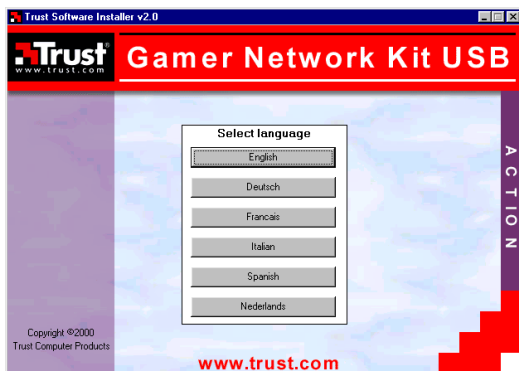 Trust Software Installer v2.0
Trust
www.trust.com
Gamer Network Kit USB
Select language
English
Deutsch
Francais
Italian
Spanish
Nederlands
ACTION
Copyright ©2000
Trust Computer Products
www.trust.com